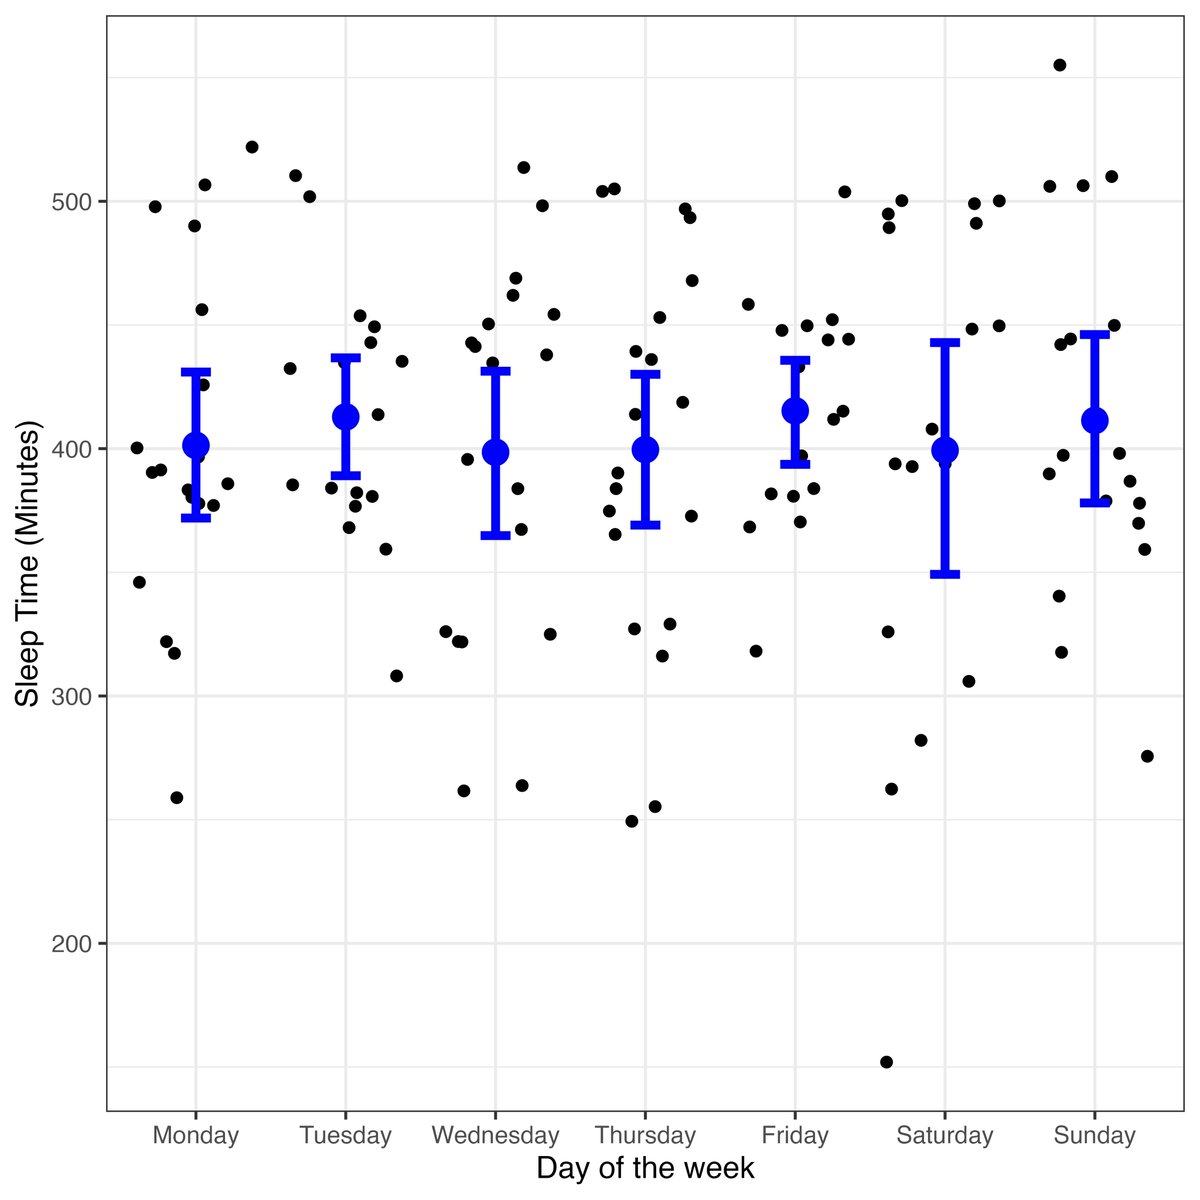 Sleep Time (Minutes)
500
400
300
200
Monday Tuesday Wednesday Thursday Friday Saturday Sunday
Day of the week